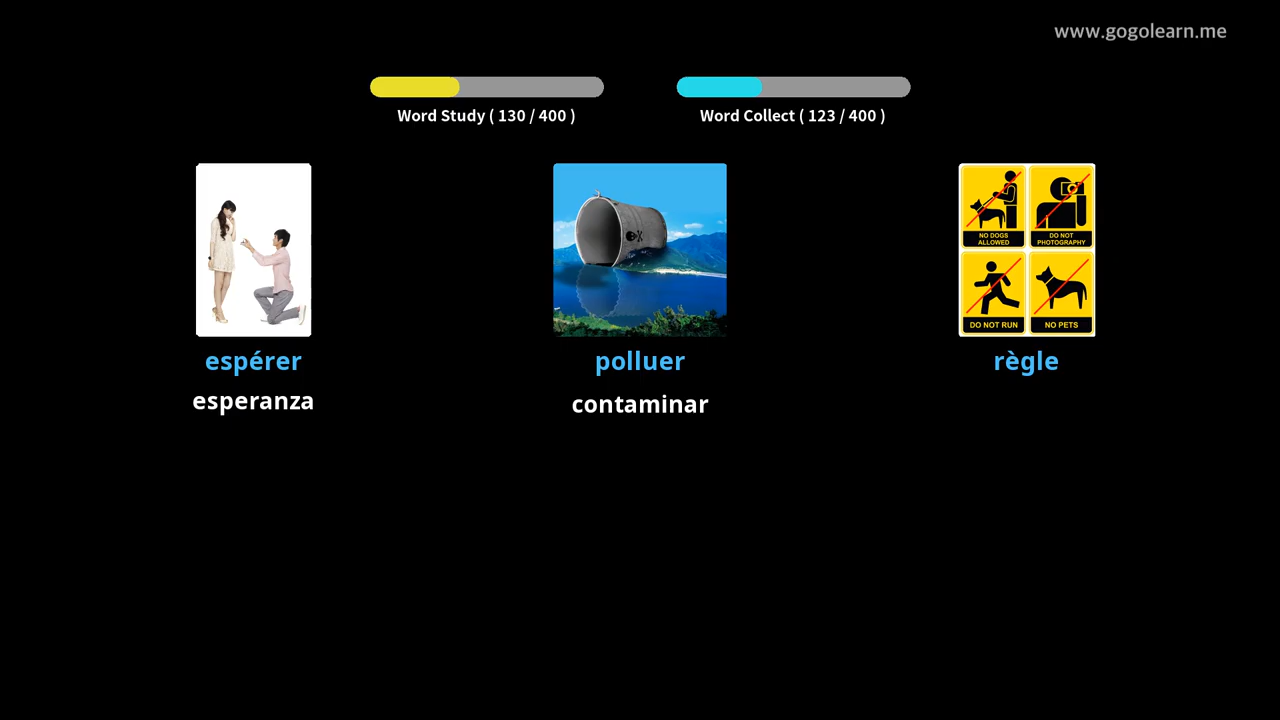 www.gogolearn.me
Word Study ( 130 / 400 )
Word Collect ( 123 / 400 )
NO DOGS
ALLOWED
DO NOT
PHOTOGRAPHY
DO NOT RUN
NO PETS
espérer
polluer
règle
esperanza
contaminar